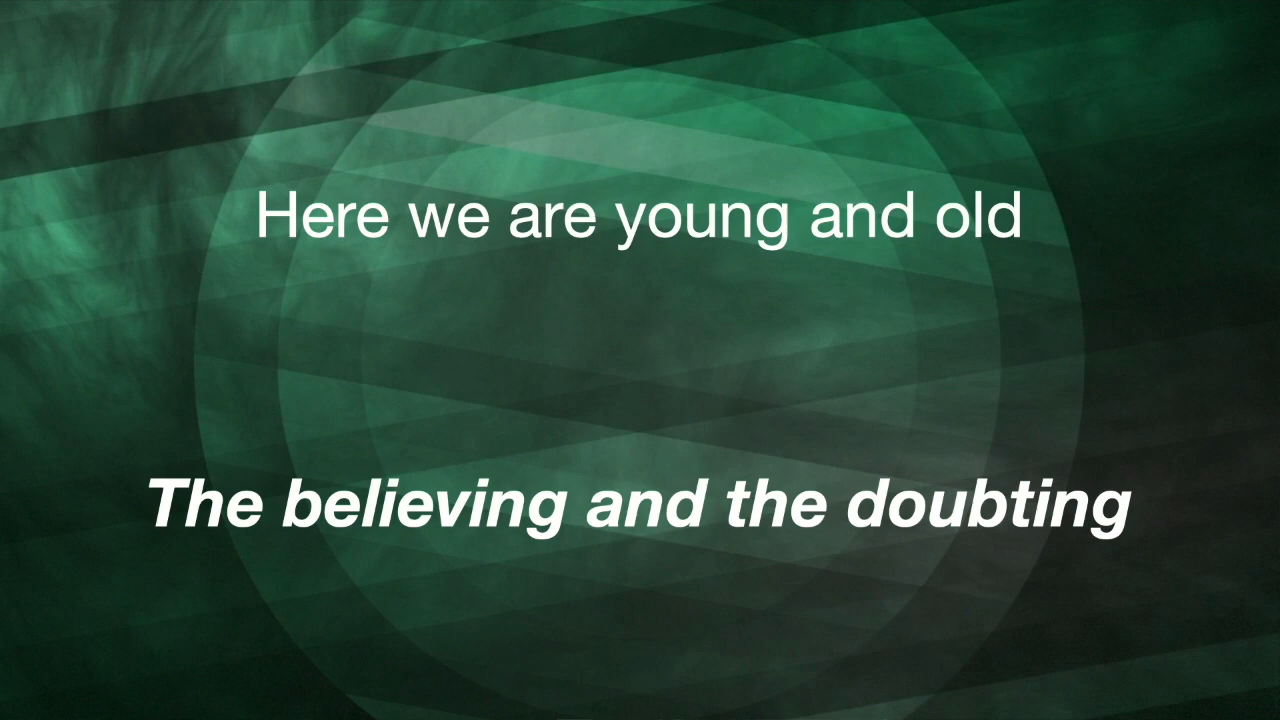 Here we are young and old
The believing and the doubting